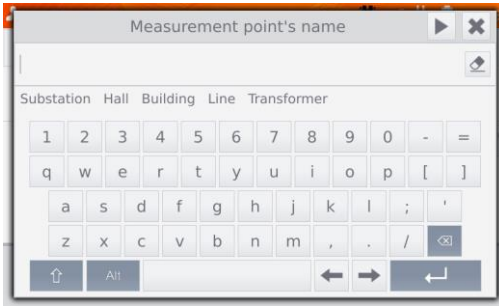 Measurement point's name
Substation Hall Building Line Transformer
1 2 3 4 5 6 7 8 9 0 - =
q w e r t y u i o p [ ]
a s d f g h j k l ; '
z x c v b n m , . /
Alt